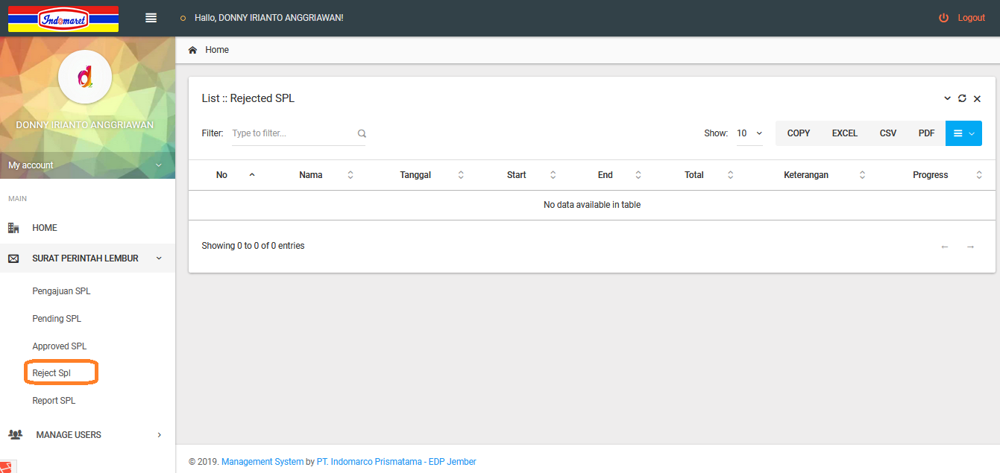 Indomaret
Hallo, DONNY IRIANTO ANGGRIAWAN!
Logout
DONNY IRIANTO ANGGRIAWAN
My account
MAIN
HOME
SURAT PERINTAH LEMBUR
Pengajuan SPL
Pending SPL
Approved SPL
Reject Spl
Report SPL
MANAGE USERS
Home
List :: Rejected SPL
Filter: Type to filter...
Show: 10 COPY EXCEL CSV PDF
No Nama Tanggal Start End Total Keterangan Progress
No data available in table
Showing 0 to 0 of 0 entries
← →
© 2019. Management System by PT. Indomarco Prismatama - EDP Jember